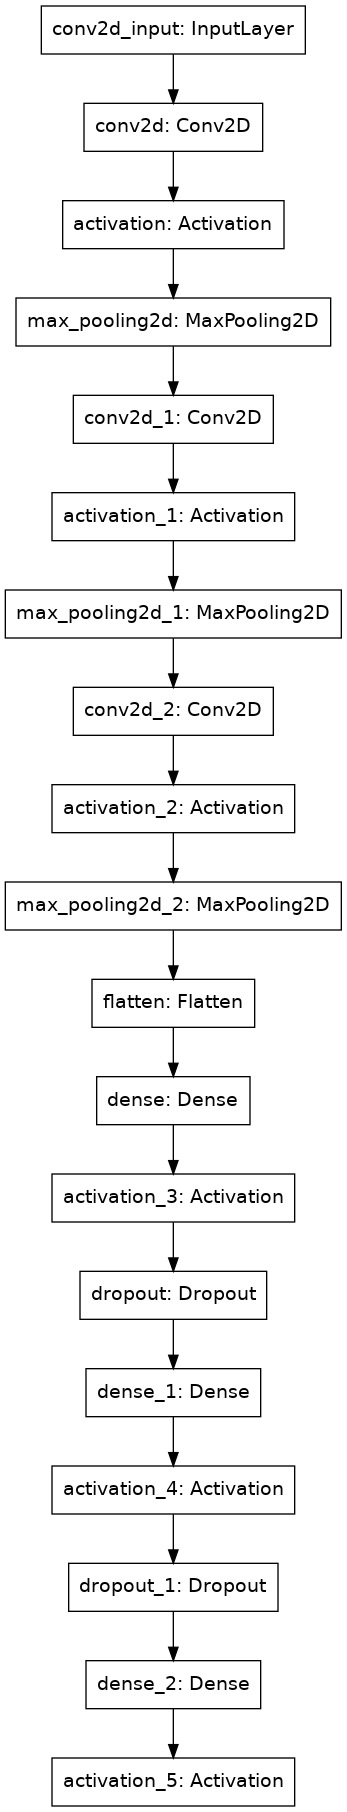 conv2d_input: InputLayer
conv2d: Conv2D
activation: Activation
max_pooling2d: MaxPooling2D
conv2d_1: Conv2D
activation_1: Activation
max_pooling2d_1: MaxPooling2D
conv2d_2: Conv2D
activation_2: Activation
max_pooling2d_2: MaxPooling2D
flatten: Flatten
dense: Dense
activation_3: Activation
dropout: Dropout
dense_1: Dense
activation_4: Activation
dropout_1: Dropout
dense_2: Dense
activation_5: Activation